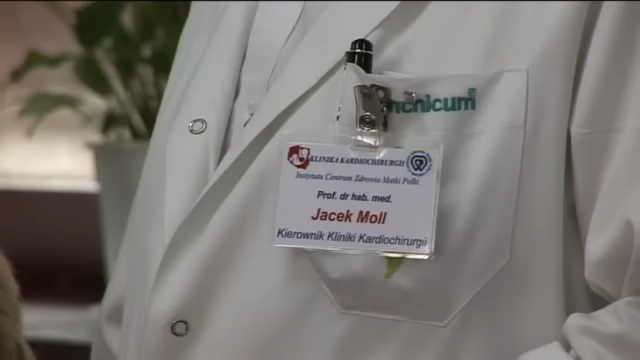 KLINIKA KARDIOCHIRURGII
Instytutu Centrum Zdrowia Matki Polki
Prof. dr hab. med.
Jacek Moll
Kierownik Kliniki Kardiochirurgii